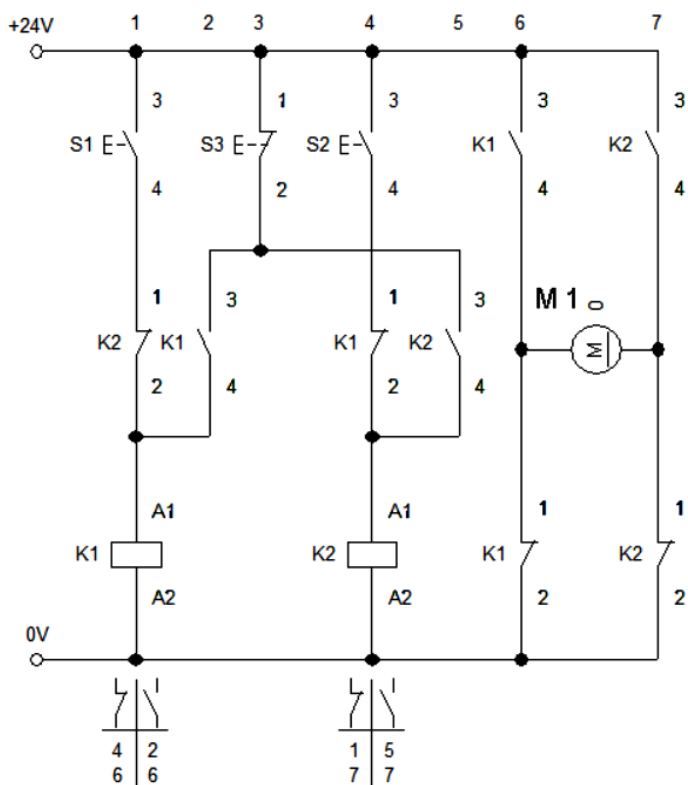 1 2 3 4 5 6 7
+24V
3 1 3 3 3
S1 S3 S2 K1 K2
4 2 4 4 4
1 3 1 3 M 1 o
K2 K1 K1 K2 M
2 4 2 4
A1 A1 1 1
K1 K2 K1 K2
A2 A2 2 2
0V
4 2 1 5
6 6 7 7